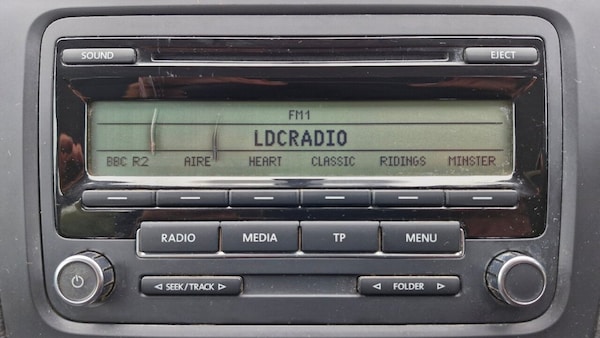 SOUND EJECT
FM1
LDCRADIO
BBC R2 AIRE HEART CLASSIC RIDINGS MINSTER
RADIO MEDIA TP MENU
SEEK/TRACK FOLDER